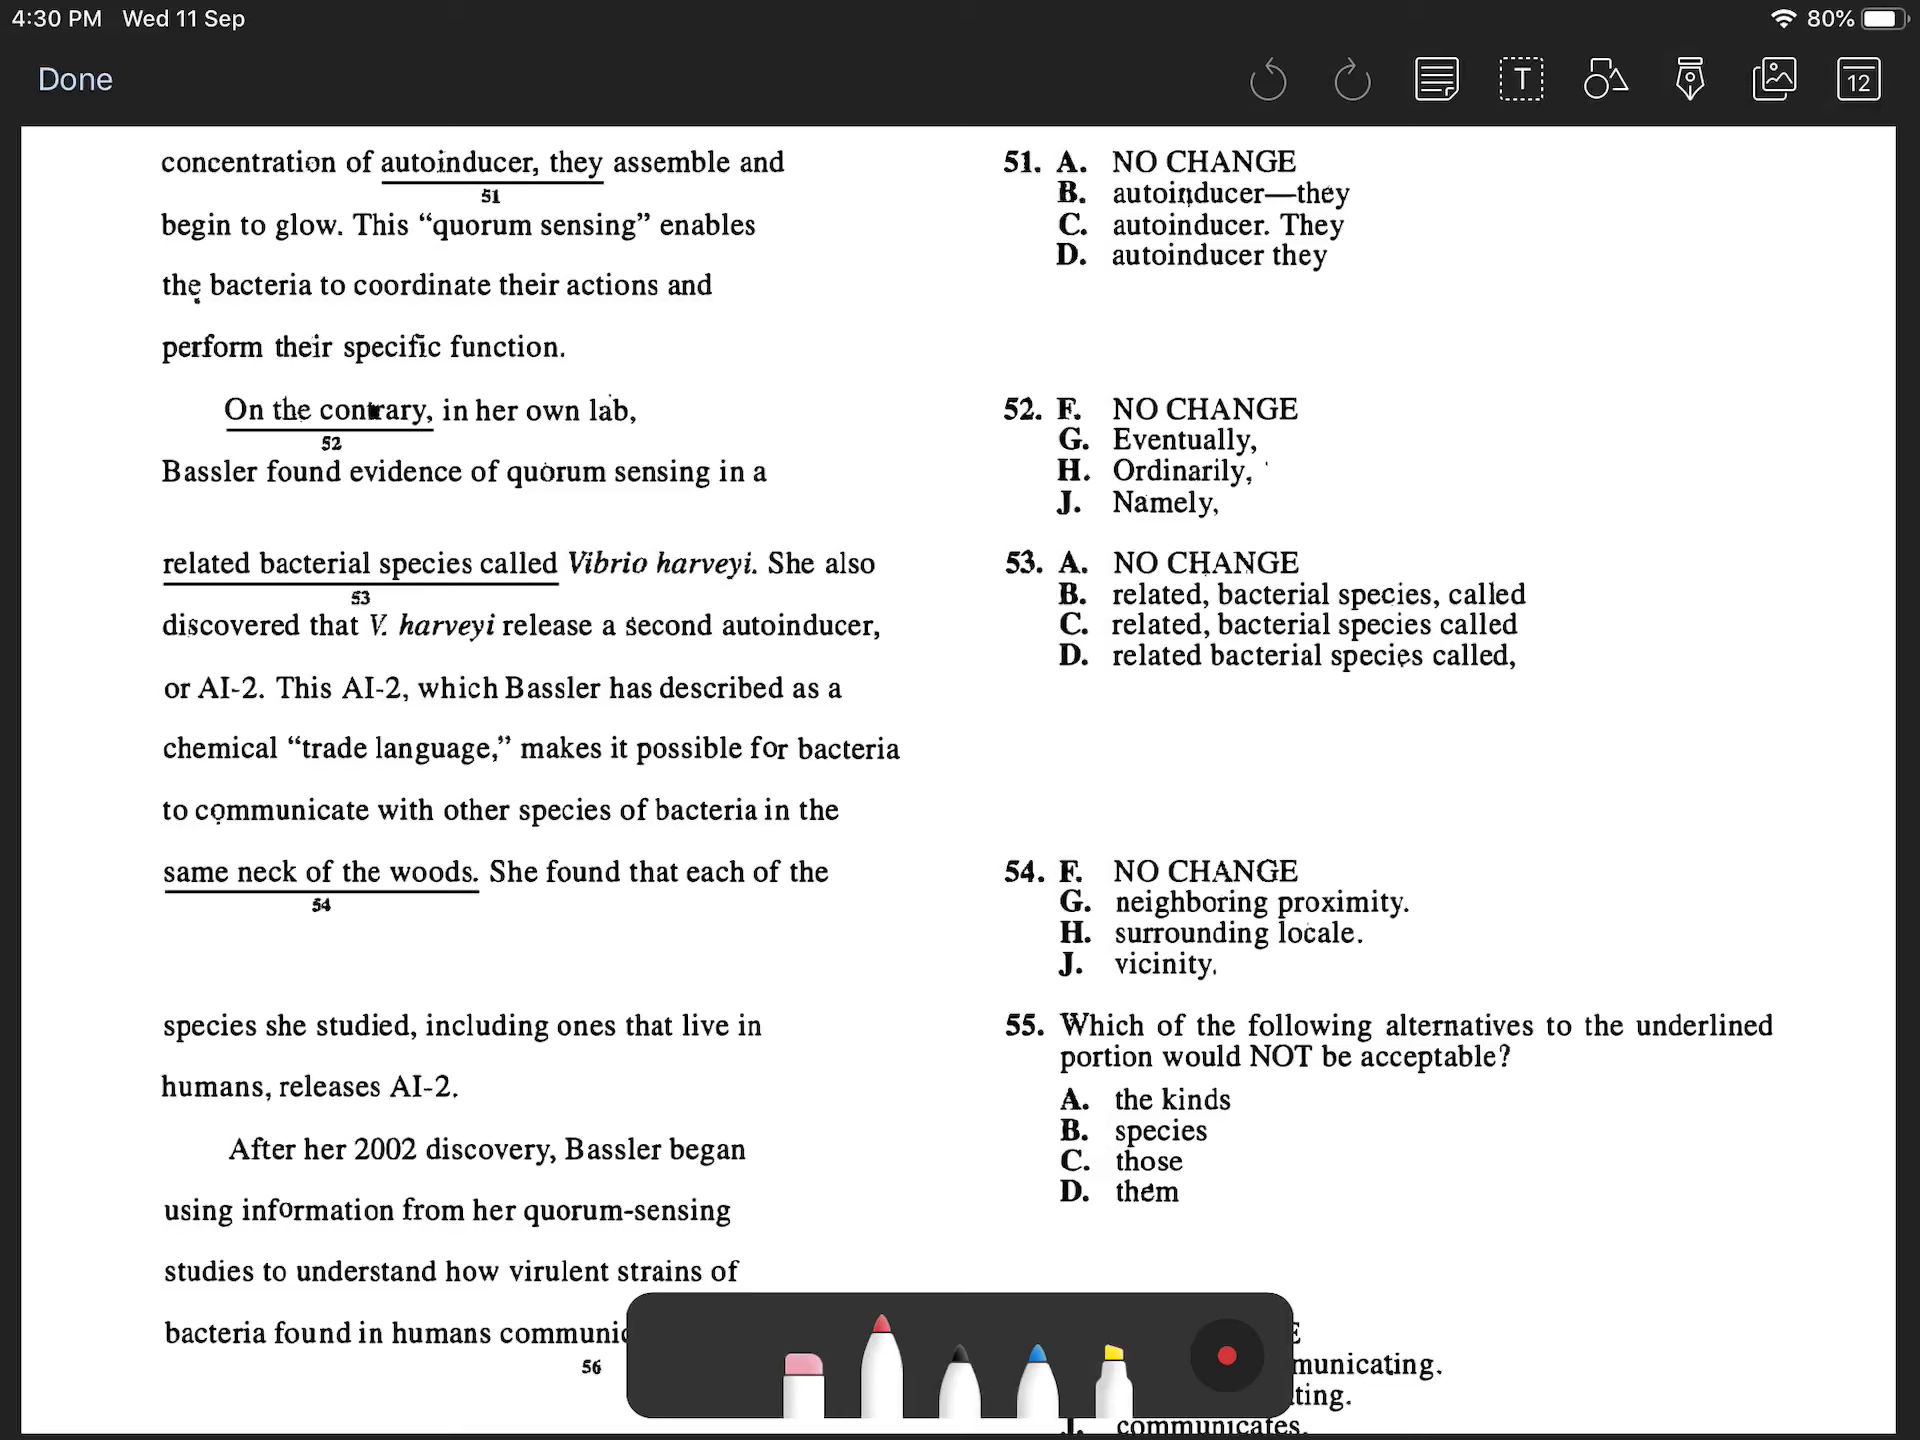 4:30 PM Wed 11 Sep
80%
Done
T
12
concentration of autoinducer, they assemble and
51
begin to glow. This “quorum sensing” enables
the bacteria to coordinate their actions and
perform their specific function.
On the contrary, in her own lab,
52
Bassler found evidence of quorum sensing in a
related bacterial species called Vibrio harveyi. She also
53
discovered that V. harveyi release a second autoinducer,
or AI-2. This AI-2, which Bassler has described as a
chemical “trade language,” makes it possible for bacteria
to communicate with other species of bacteria in the
same neck of the woods. She found that each of the
54
species she studied, including ones that live in
humans, releases AI-2.
After her 2002 discovery, Bassler began
using information from her quorum-sensing
studies to understand how virulent strains of
bacteria found in humans
56
51. A. NO CHANGE
B. autoinducer—they
C. autoinducer. They
D. autoinducer they
52. F. NO CHANGE
G. Eventually,
H. Ordinarily,
J. Namely,
53. A. NO CHANGE
B. related, bacterial species, called
C. related, bacterial species called
D. related bacterial species called,
54. F. NO CHANGE
G. neighboring proximity.
H. surrounding locale.
J. vicinity.
55. Which of the following alternatives to the underlined
portion would NOT be acceptable?
A. the kinds
B. species
C. those
D. them
J. communicates.